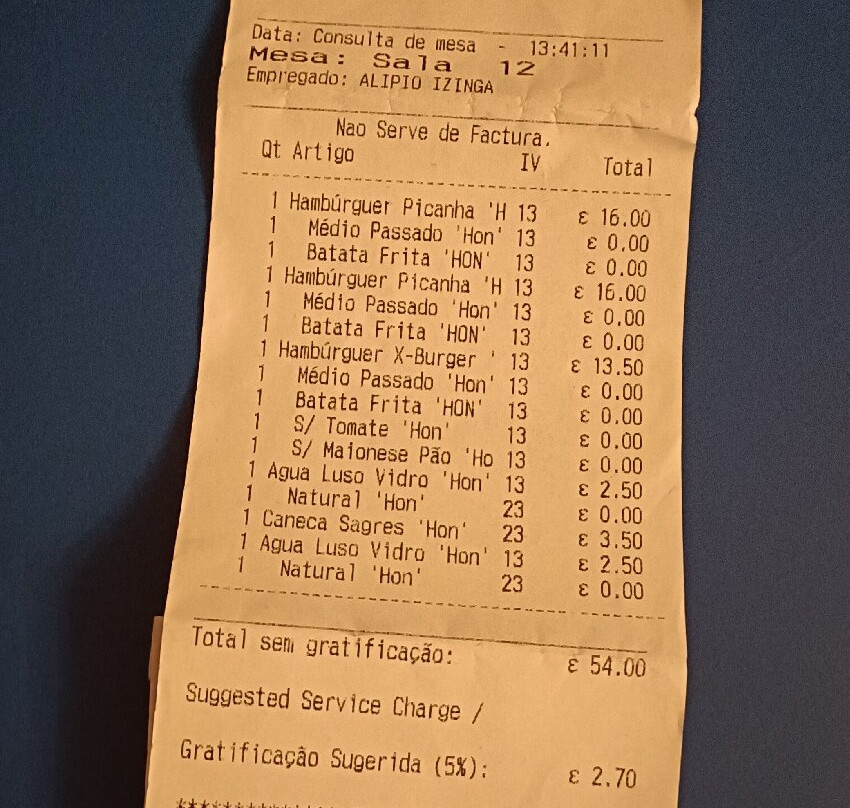 Data: Consulta de mesa - 13:41:11
Mesa: Sala 12
Empregado: ALIPIO IZINGA
Nao Serve de Factura.
Qt Artigo IV Total
1 Hambúrguer Picanha 'H 13 € 16.00
1 Médio Passado 'Hon' 13 € 0.00
1 Batata Frita 'HON' 13 € 0.00
1 Hambúrguer Picanha 'H 13 € 16.00
1 Médio Passado 'Hon' 13 € 0.00
1 Batata Frita 'HON' 13 € 0.00
1 Hambúrguer X-Burger ' 13 € 13.50
1 Médio Passado 'Hon' 13 € 0.00
1 Batata Frita 'HON' 13 € 0.00
1 S/ Tomate 'Hon' 13 € 0.00
1 S/ Maionese Pão 'Ho 13 € 0.00
1 Agua Luso Vidro 'Hon' 13 € 2.50
1 Natural 'Hon' 23 € 0.00
1 Caneca Sagres 'Hon' 23 € 3.50
1 Agua Luso Vidro 'Hon' 13 € 2.50
1 Natural 'Hon' 23 € 0.00
Total sem gratificação: € 54.00
Suggested Service Charge /
Gratificação Sugerida (5%): € 2.70